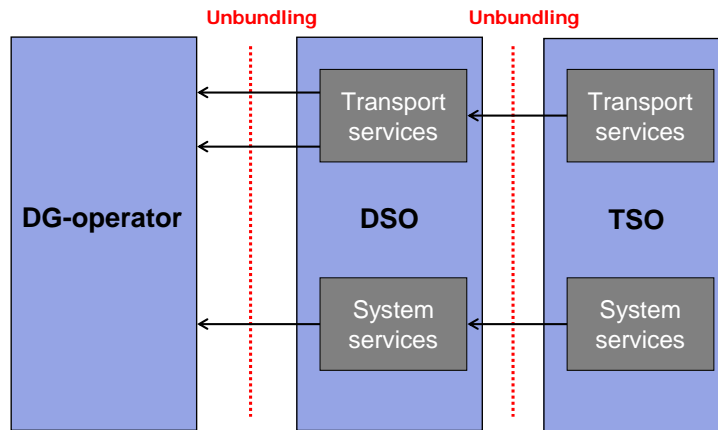 Unbundling
Unbundling
Transport
services
Transport
services
DG-operator
DSO
TSO
System
services
System
services